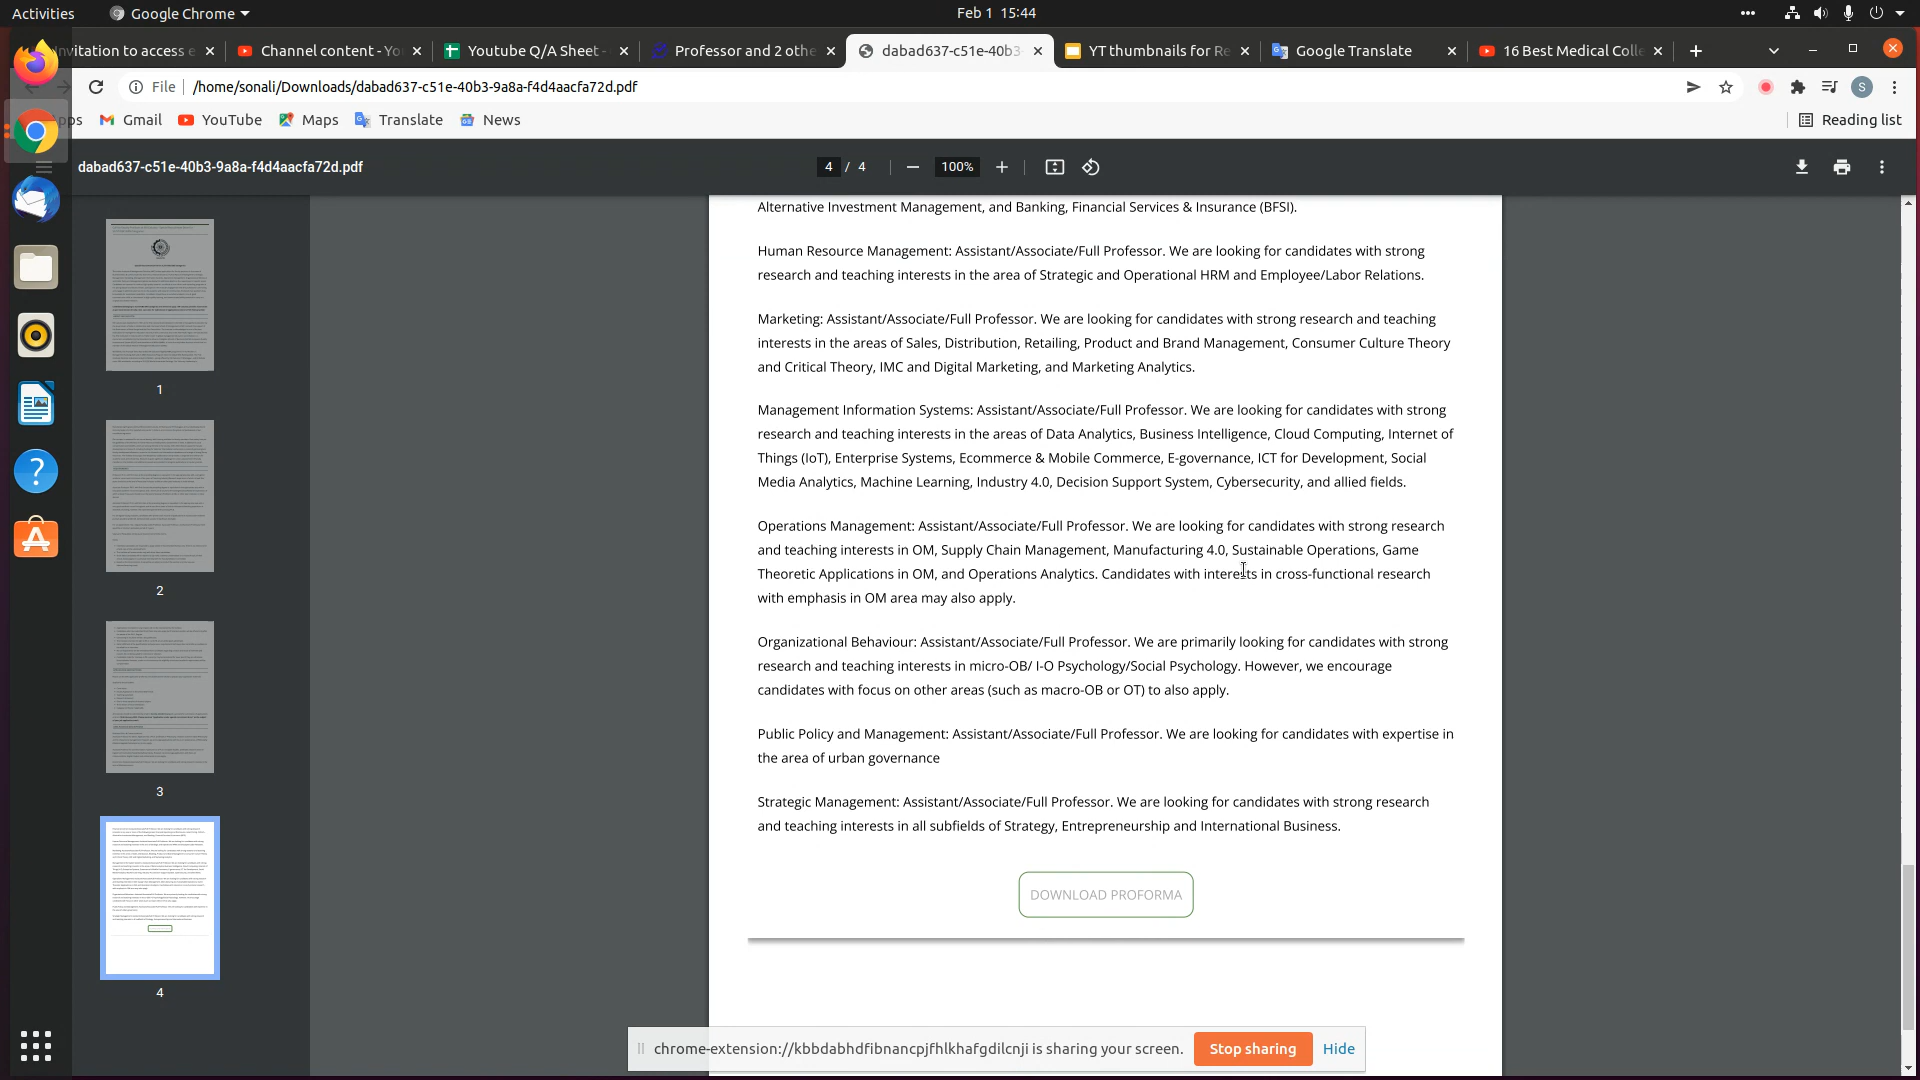 Activities
Google Chrome
Feb 1 15:44
nvitation to access e
Channel content - Yo
Youtube Q/A Sheet -
Professor and 2 othe
dabad637-c51e-40b3-
YT thumbnails for Re
Google Translate
16 Best Medical Colle
File
/home/sonali/Downloads/dabad637-c51e-40b3-9a8a-f4d4aacfa72d.pdf
S
pps
Gmail
YouTube
Maps
Translate
News
Reading list
dabad637-c51e-40b3-9a8a-f4d4aacfa72d.pdf
4 / 4
100%
Alternative Investment Management, and Banking, Financial Services & Insurance (BFSI).
Human Resource Management: Assistant/Associate/Full Professor. We are looking for candidates with strong
research and teaching interests in the area of Strategic and Operational HRM and Employee/Labor Relations.
Marketing: Assistant/Associate/Full Professor. We are looking for candidates with strong research and teaching
interests in the areas of Sales, Distribution, Retailing, Product and Brand Management, Consumer Culture Theory
and Critical Theory, IMC and Digital Marketing, and Marketing Analytics.
Management Information Systems: Assistant/Associate/Full Professor. We are looking for candidates with strong
research and teaching interests in the areas of Data Analytics, Business Intelligence, Cloud Computing, Internet of
Things (IoT), Enterprise Systems, Ecommerce & Mobile Commerce, E-governance, ICT for Development, Social
Media Analytics, Machine Learning, Industry 4.0, Decision Support System, Cybersecurity, and allied fields.
Operations Management: Assistant/Associate/Full Professor. We are looking for candidates with strong research
and teaching interests in OM, Supply Chain Management, Manufacturing 4.0, Sustainable Operations, Game
Theoretic Applications in OM, and Operations Analytics. Candidates with interests in cross-functional research
with emphasis in OM area may also apply.
Organizational Behaviour: Assistant/Associate/Full Professor. We are primarily looking for candidates with strong
research and teaching interests in micro-OB/ I-O Psychology/Social Psychology. However, we encourage
candidates with focus on other areas (such as macro-OB or OT) to also apply.
Public Policy and Management: Assistant/Associate/Full Professor. We are looking for candidates with expertise in
the area of urban governance
Strategic Management: Assistant/Associate/Full Professor. We are looking for candidates with strong research
and teaching interests in all subfields of Strategy, Entrepreneurship and International Business.
DOWNLOAD PROFORMA
1
2
3
4
chrome-extension://kbbdabhdfibnancpjfhlkhafgdilcnji is sharing your screen.
Stop sharing
Hide